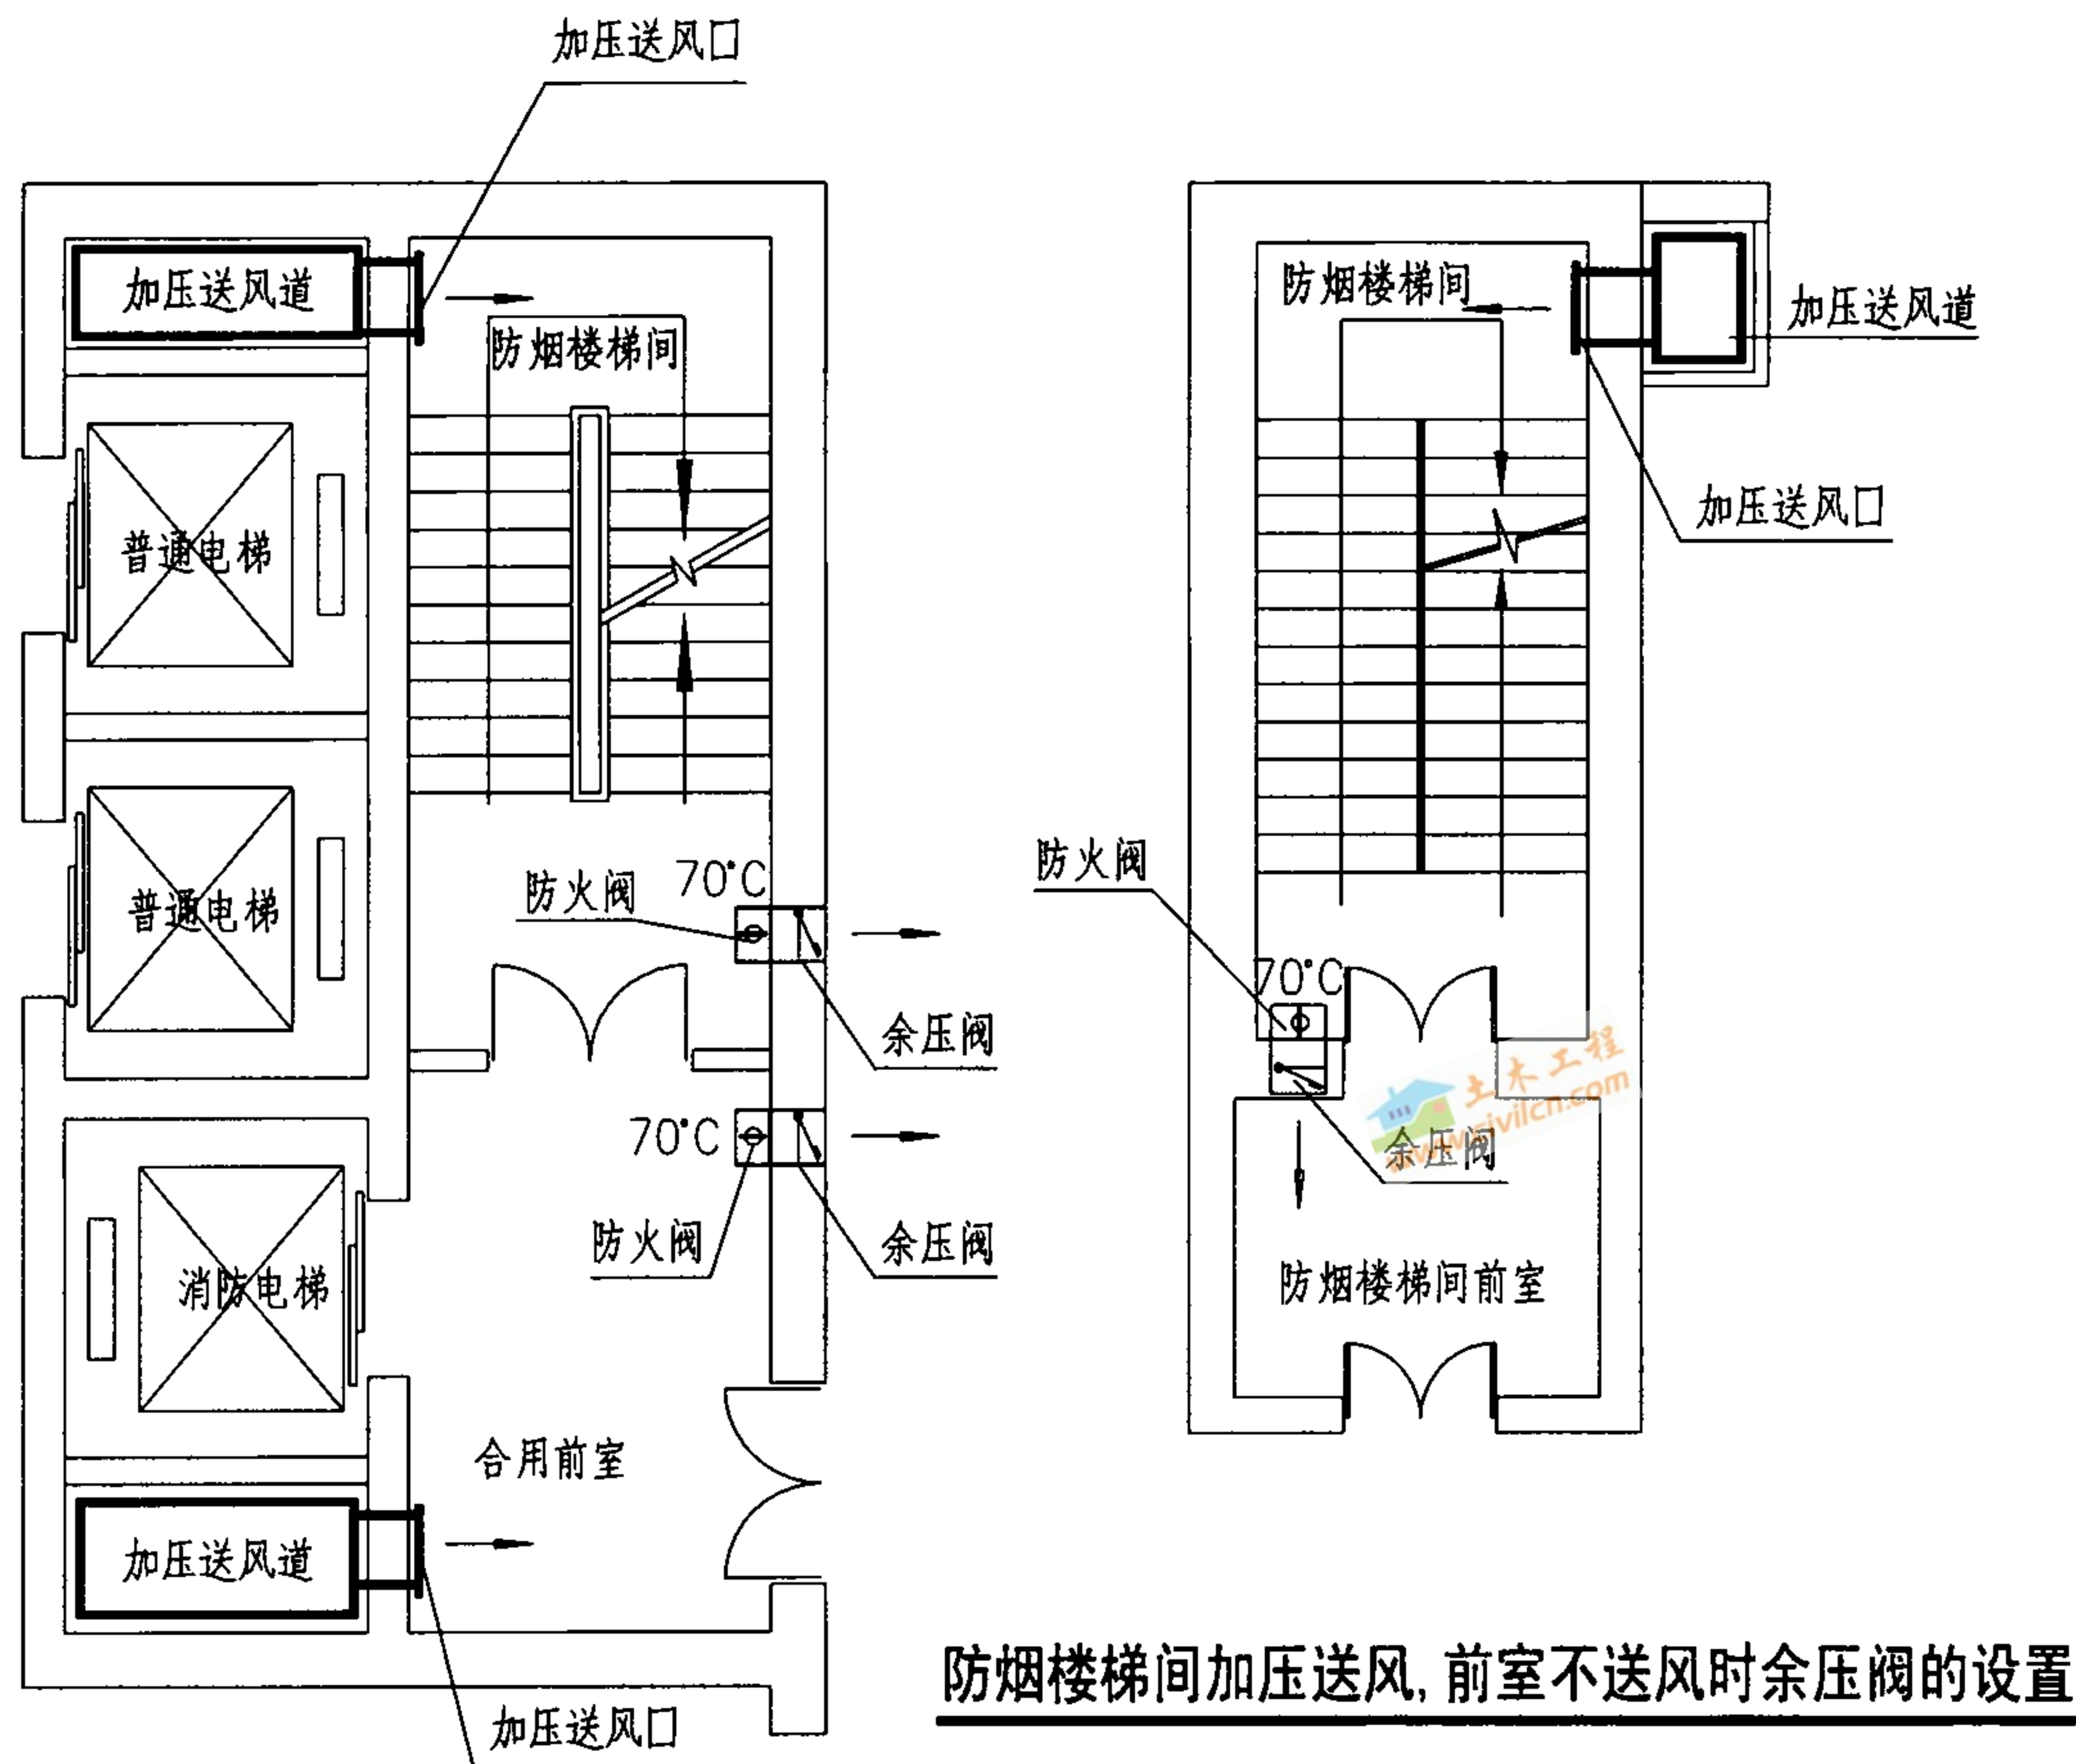 加压送风口
加压送风道
防烟楼梯间
普通电梯
普通电梯
防火阀
70°C
余压阀
70°C
防火阀
余压阀
消防电梯
合用前室
加压送风道
加压送风口
防烟楼梯间
加压送风道
加压送风口
防火阀
70°C
土木工程
www.civilcn.com
余压阀
防烟楼梯间前室
防烟楼梯间加压送风,前室不送风时余压阀的设置